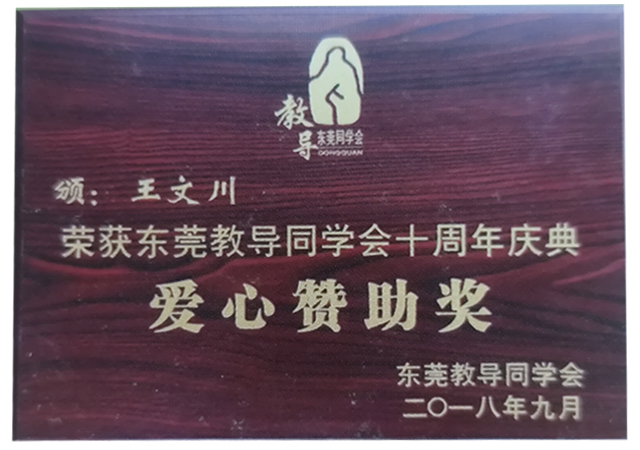 教导
东莞同学会
DONGGUAN
颁：王文川
荣获东莞教导同学会十周年庆典
爱心赞助奖
东莞教导同学会
二〇一八年九月